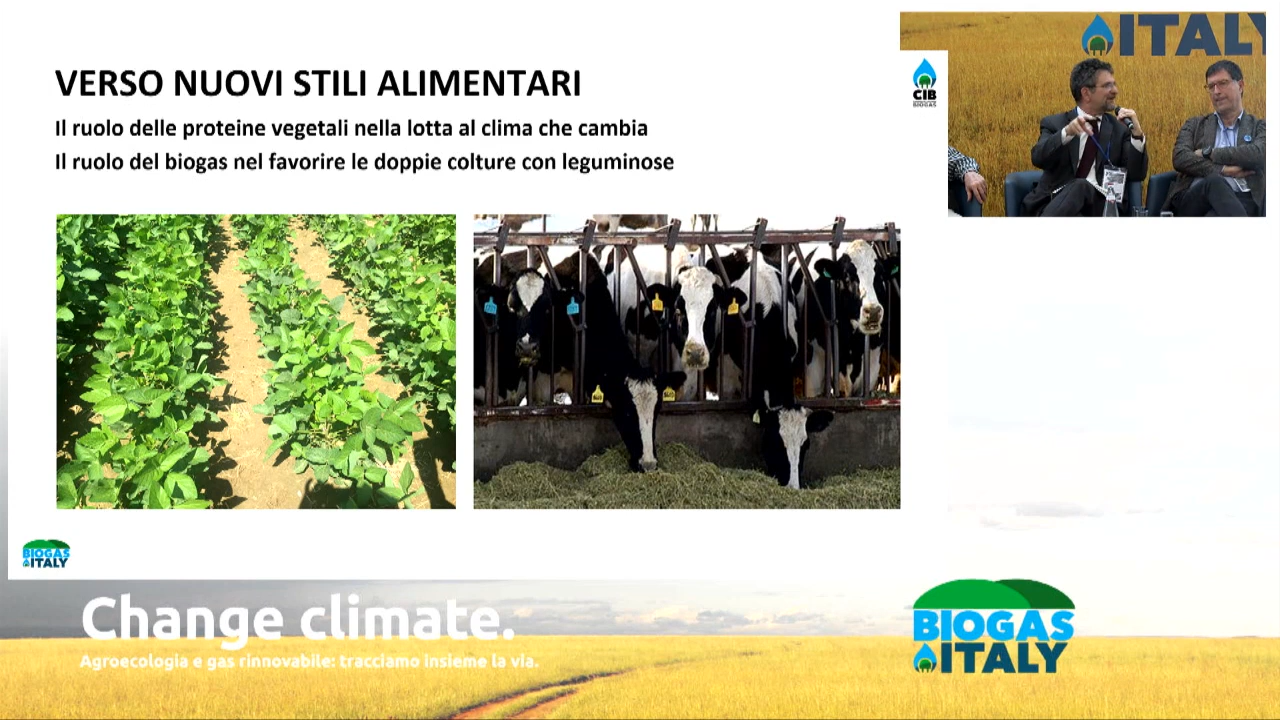 VERSO NUOVI STILI ALIMENTARI
Il ruolo delle proteine vegetali nella lotta al clima che cambia
Il ruolo del biogas nel favorire le doppie colture con leguminose
ITALY
CIB
BIOGAS
ITALY
Change climate.
Agroecologia e gas rinnovabile: tracciamo insieme la via.
BIOGAS
ITALY